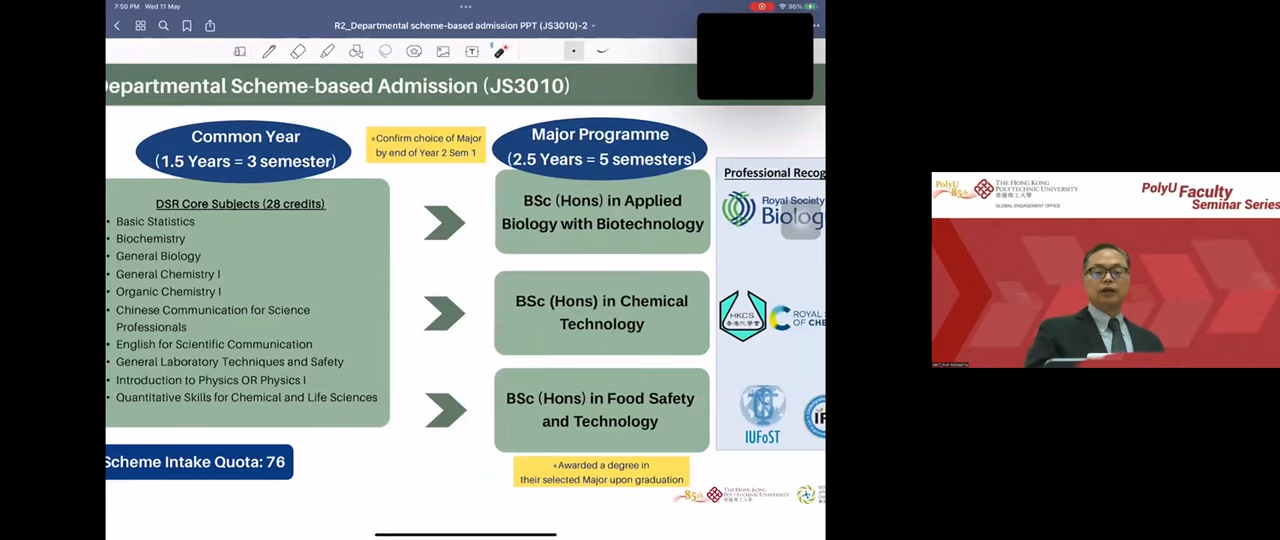 7:50 PM Wed 11 May
96%
R2_Departmental scheme-based admission PPT (JS3010)-2
epartmental Scheme-based Admission (JS3010)
Common Year
(1.5 Years = 3 semester)
*Confirm choice of Major
by end of Year 2 Sem 1
Major Programme
(2.5 Years = 5 semesters)
DSR Core Subjects (28 credits)
• Basic Statistics
• Biochemistry
• General Biology
• General Chemistry I
• Organic Chemistry I
• Chinese Communication for Science
Professionals
• English for Scientific Communication
• General Laboratory Techniques and Safety
• Introduction to Physics OR Physics I
• Quantitative Skills for Chemical and Life Sciences
Scheme Intake Quota: 76
BSc (Hons) in Applied
Biology with Biotechnology
BSc (Hons) in Chemical
Technology
BSc (Hons) in Food Safety
and Technology
*Awarded a degree in
their selected Major upon graduation
Professional Recog
Royal Society
Biolog
HKCS
香港化學會
ROYAL S
OF CHE
IUFoST
IF
85th
THE HONG KONG
POLYTECHNIC UNIVERSITY
PolyU
85th
THE HONG KONG
POLYTECHNIC UNIVERSITY
香港理工大學
GLOBAL ENGAGEMENT OFFICE
PolyU Faculty
Seminar Series